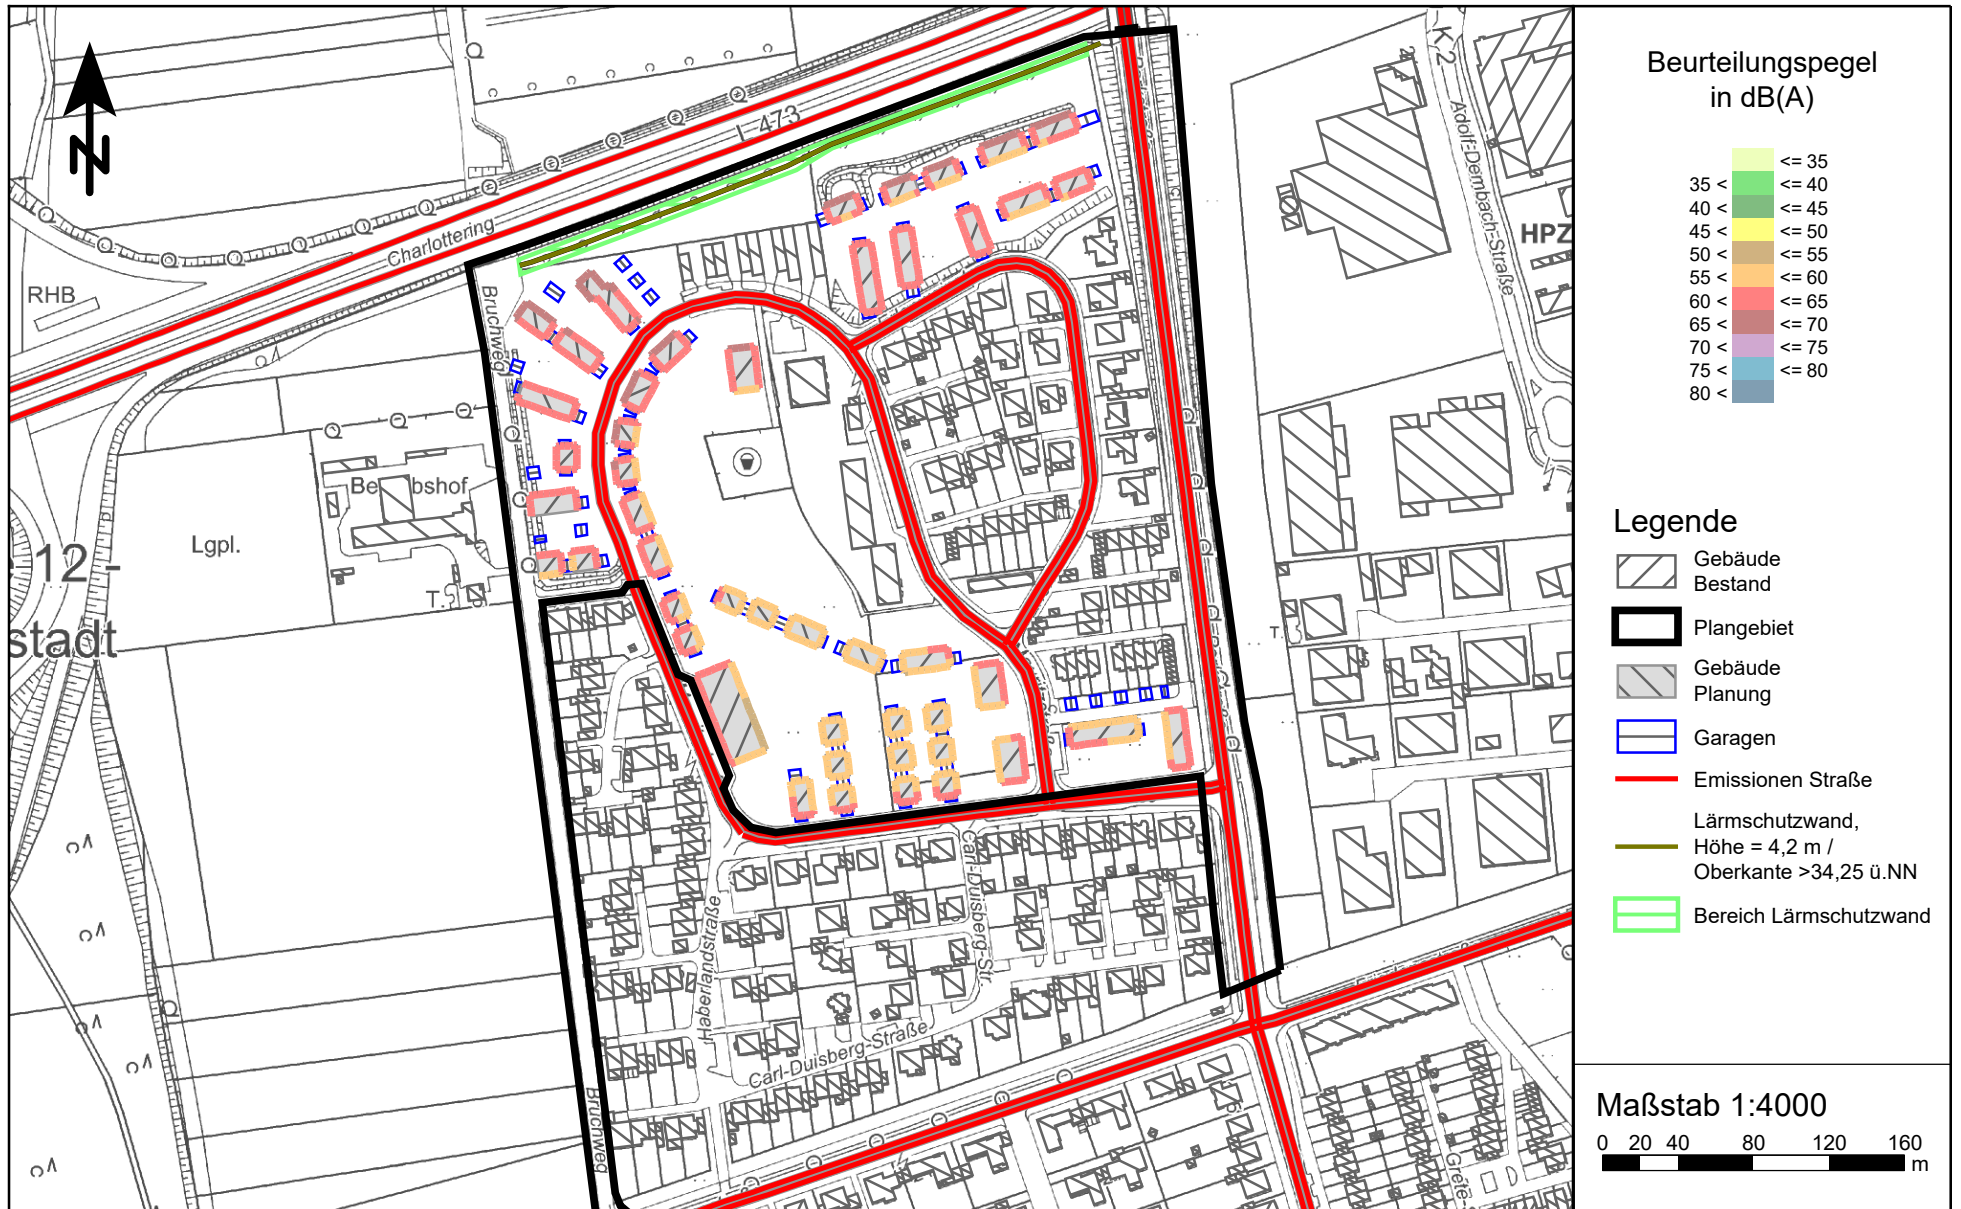 L 473
Charlottering
RHB
Bruchweg
Lgpl.
12 -
stadt
T.
K 2
Adolf-Dembach-Straße
HPZ
T.
Haberlandstraße
Carl-Duisberg-Str.
Carl-Duisberg-Straße
Bruchweg
Grete-
N
Beurteilungspegel
in dB(A)
<= 35
35 < <= 40
40 < <= 45
45 < <= 50
50 < <= 55
55 < <= 60
60 < <= 65
65 < <= 70
70 < <= 75
75 < <= 80
80 <
Legende
Gebäude
Bestand
Plangebiet
Gebäude
Planung
Garagen
Emissionen Straße
Lärmschutzwand,
Höhe = 4,2 m /
Oberkante >34,25 ü.NN
Bereich Lärmschutzwand
Maßstab 1:4000
0 20 40 80 120 160
m